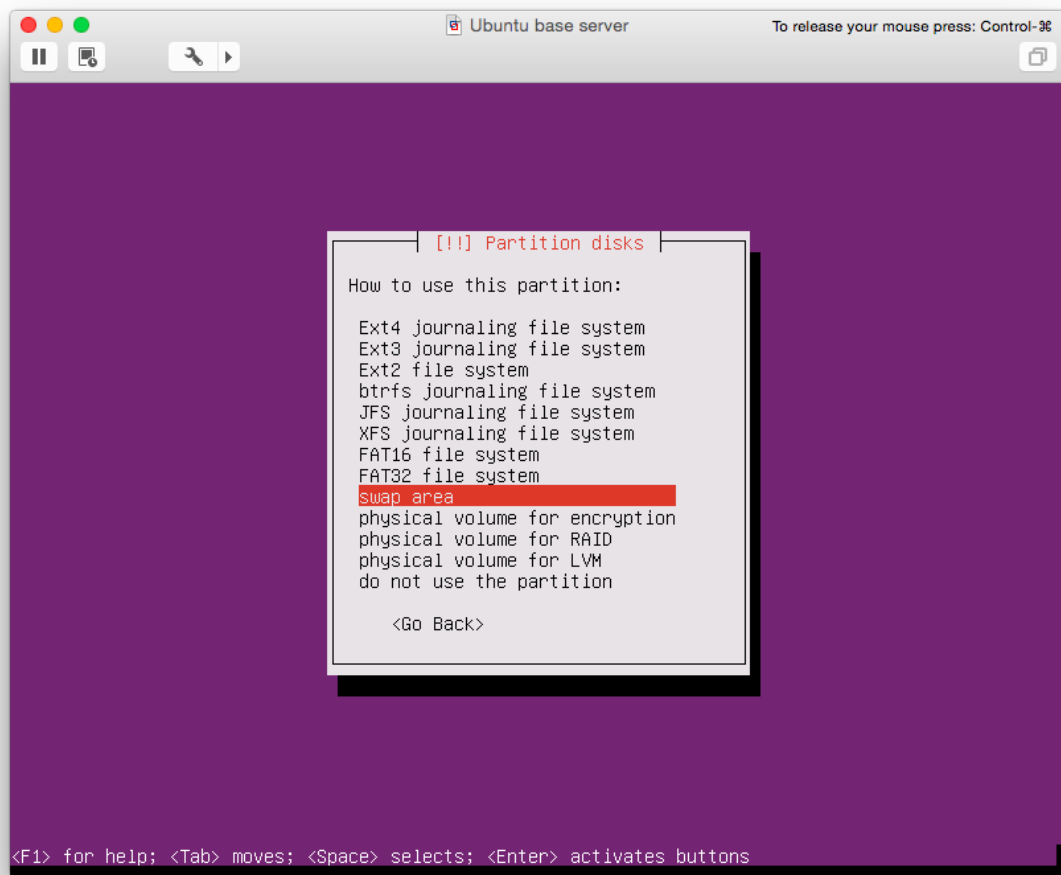 Ubuntu base server
To release your mouse press: Control-⌘
[!!] Partition disks
How to use this partition:
Ext4 journaling file system
Ext3 journaling file system
Ext2 file system
btrfs journaling file system
JFS journaling file system
XFS journaling file system
FAT16 file system
FAT32 file system
swap area
physical volume for encryption
physical volume for RAID
physical volume for LVM
do not use the partition
<Go Back>
<F1> for help; <Tab> moves; <Space> selects; <Enter> activates buttons